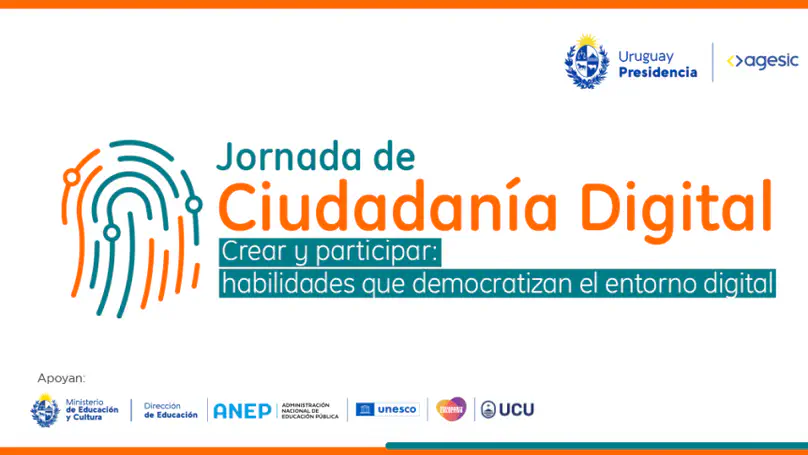 Uruguay
Presidencia
agesic
Jornada de
Ciudadanía Digital
Crear y participar:
habilidades que democratizan el entorno digital
Apoyan:
Ministerio
de Educación
y Cultura
Dirección
de Educación
ANEP
ADMINISTRACIÓN
NACIONAL DE
EDUCACIÓN PÚBLICA
unesco
UCU